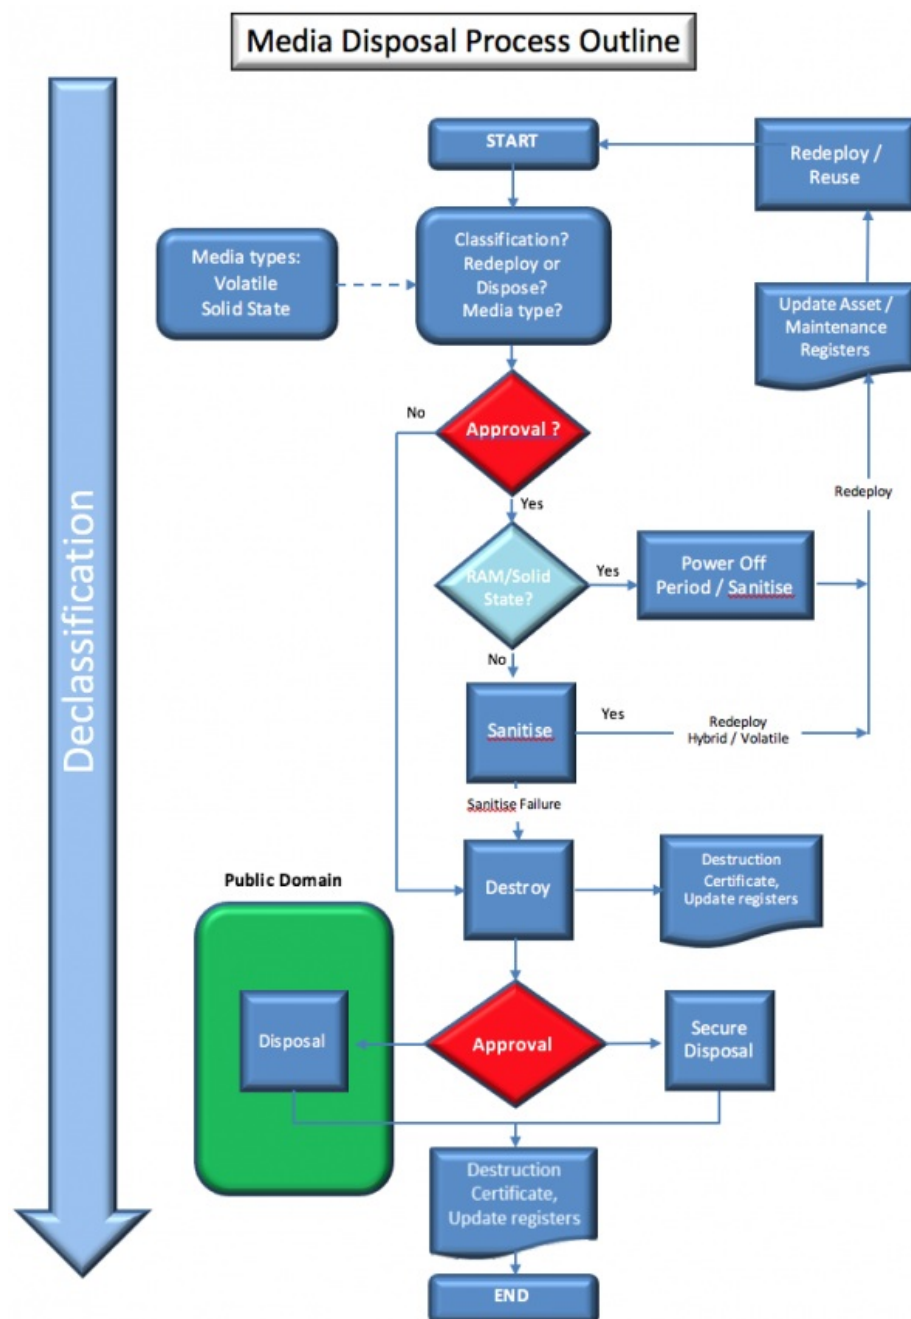 Media Disposal Process Outline
START
Redeploy /
Reuse
Media types:
Volatile
Solid State
Classification?
Redeploy or
Dispose?
Media type?
Update Asset /
Maintenance
Registers
No
Approval ?
Yes
Redeploy
RAM/Solid
State?
Yes
Power Off
Period / Sanitise
No
Sanitise
Yes
Redeploy
Hybrid / Volatile
Sanitise Failure
Destroy
Destruction
Certificate,
Update registers
Public Domain
Disposal
Approval
Secure
Disposal
Destruction
Certificate,
Update registers
END
Declassification